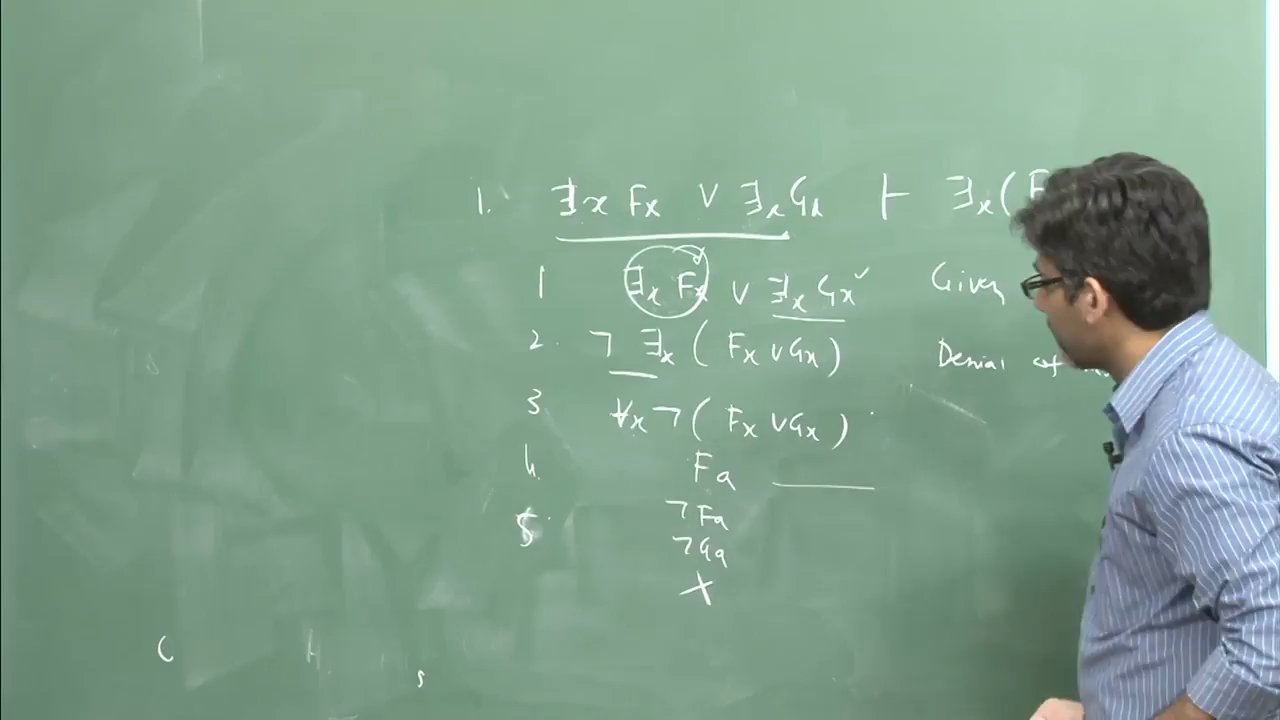 1. ∃x Fx ∨ ∃x Gx ⊢ ∃x (F
1 ∃x Fx ∨ ∃x Gx ✓ Given
2. ¬ ∃x ( Fx ∨ Gx ) Denial of
3 ∀x ¬ ( Fx ∨ Gx )
4. Fa
5. ¬Fa
¬Ga
X